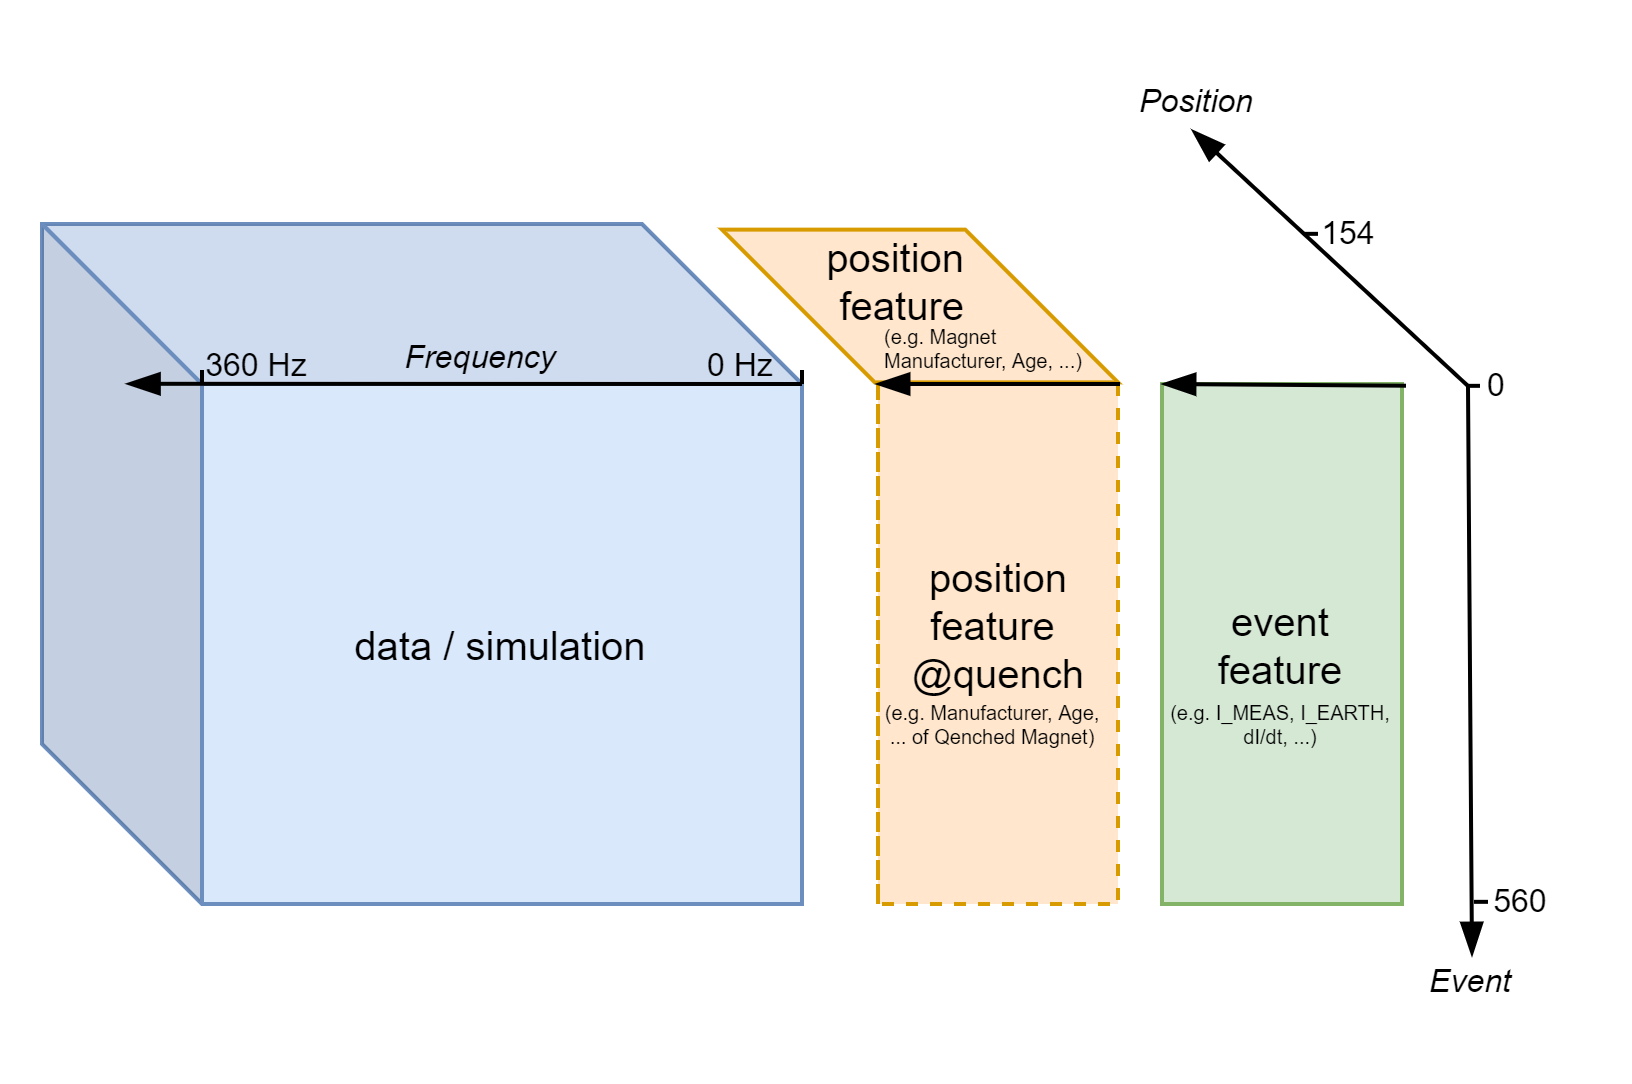 Position
154
position
feature
(e.g. Magnet
Manufacturer, Age, ...)
360 Hz
Frequency
0 Hz
0
data / simulation
position
feature
@quench
(e.g. Manufacturer, Age,
... of Qenched Magnet)
event
feature
(e.g. I_MEAS, I_EARTH,
dI/dt, ...)
560
Event